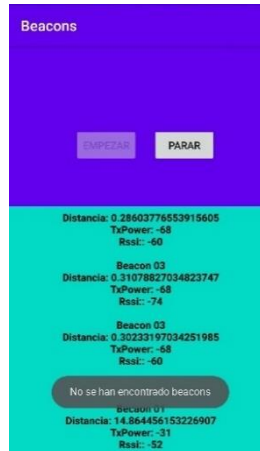 Beacons
EMPEZAR
PARAR
Distancia: 0.28603776553915605
TxPower: -68
Rssi:: -60
Beacon 03
Distancia: 0.31078827034823747
TxPower: -68
Rssi:: -74
Beacon 03
Distancia: 0.30233197034251985
TxPower: -68
Rssi:: -60
No se han encontrado beacons
Beacon 01
Distancia: 14.864456153226907
TxPower: -31
Rssi:: -52